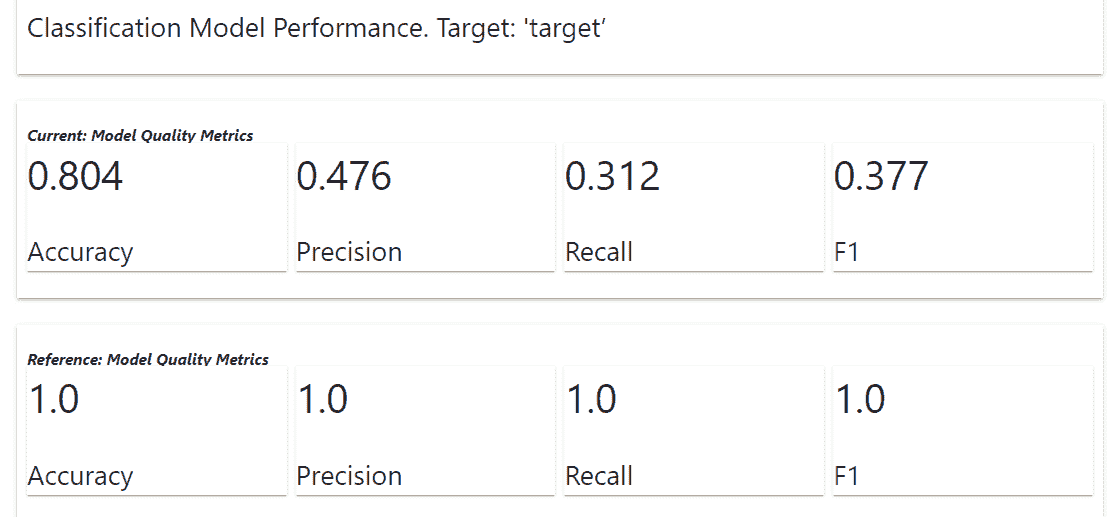 Classification Model Performance. Target: 'target’
Current: Model Quality Metrics
0.804 0.476 0.312 0.377
Accuracy Precision Recall F1
Reference: Model Quality Metrics
1.0 1.0 1.0 1.0
Accuracy Precision Recall F1